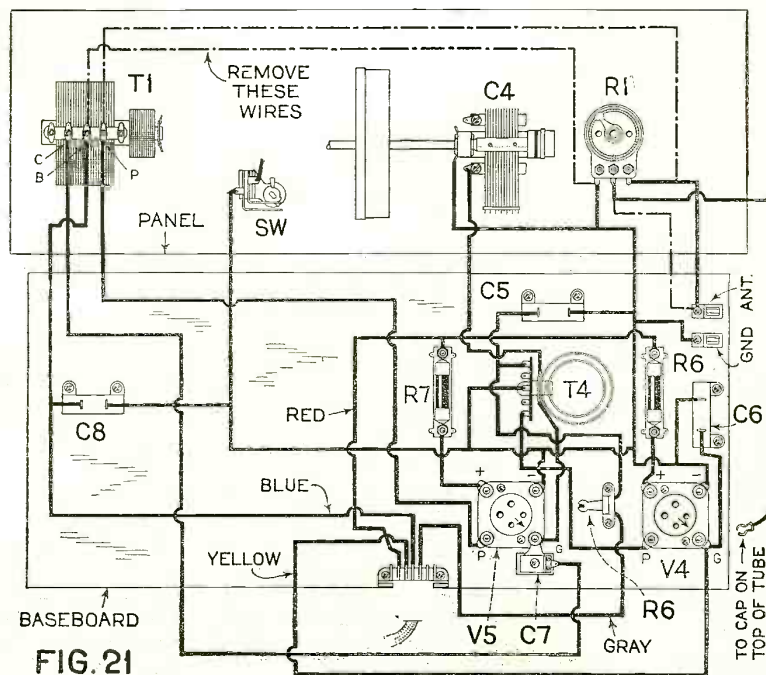 T1
REMOVE
THESE
WIRES
C4
R1
C
B
P
SW
PANEL
C5
ANT.
GND
R7
T4
R6
C6
RED
C8
BLUE
+
-
+
-
YELLOW
P
G
P
G
R6
V4
BASEBOARD
V5
C7
GRAY
TO CAP ON
TOP OF TUBE
FIG. 21